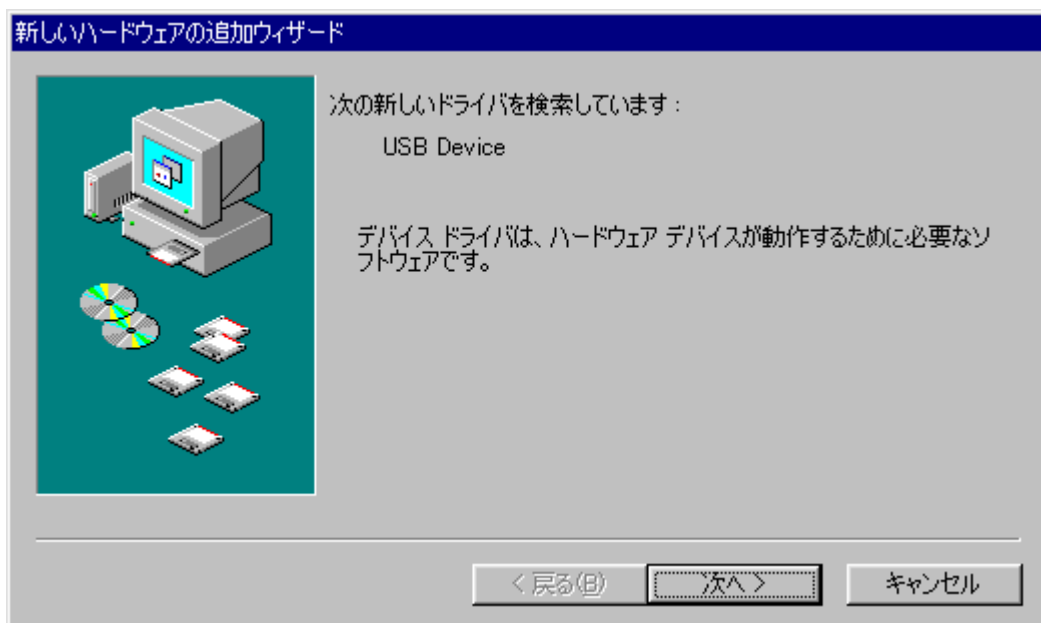 新しいハードウェアの追加ウィザード
次の新しいドライバを検索しています:
USB Device
デバイス ドライバは、ハードウェア デバイスが動作するために必要なソ
フトウェアです。
< 戻る(B)
次へ >
キャンセル